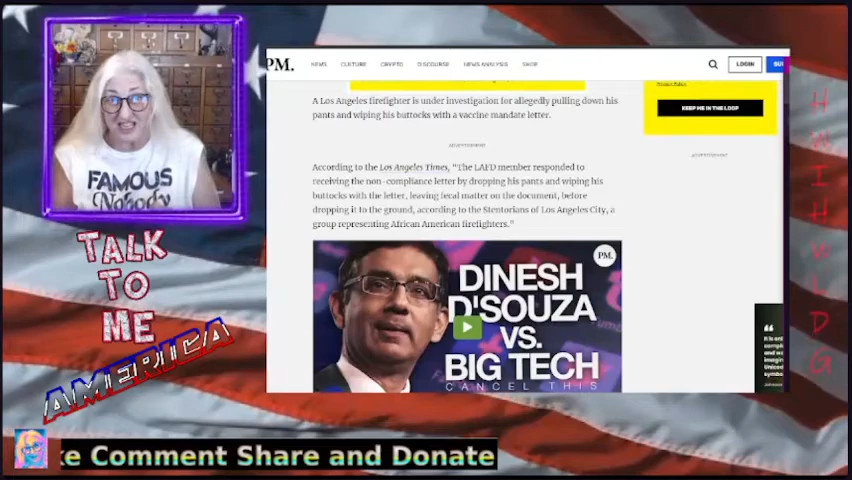 PM.
NEWS CULTURE CRYPTO DISCOURSE NEWS ANALYSIS SHOP
LOGIN
A Los Angeles firefighter is under investigation for allegedly pulling down his
pants and wiping his buttocks with a vaccine mandate letter.
KEEP ME IN THE LOOP
ADVERTISEMENT
ADVERTISEMENT
According to the Los Angeles Times, “The LAFD member responded to
receiving the non-compliance letter by dropping his pants and wiping his
buttocks with the letter, leaving fecal matter on the document, before
dropping it to the ground, according to the Stentorians of Los Angeles City, a
group representing African American firefighters.”
PM.
DINESH
D'SOUZA
VS.
BIG TECH
CANCEL THIS
FAMOUS
Nobody
TALK
TO
ME
AMERICA
HWIHWLDG
ke Comment Share and Donate